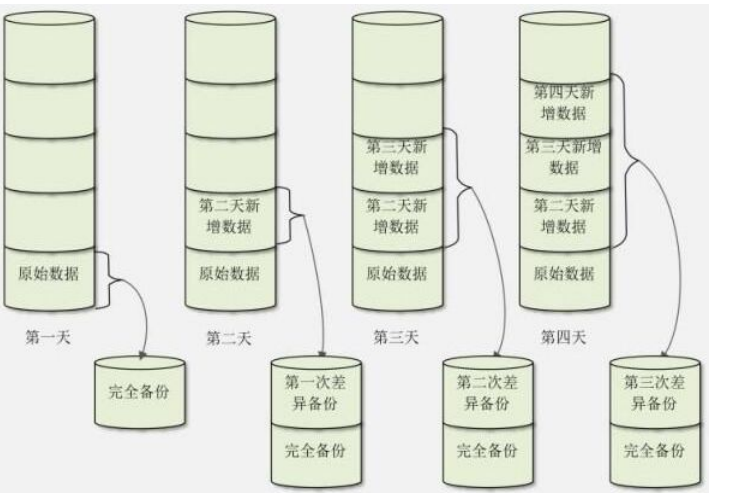 第四天新
增数据
第三天新
增数据
第三天新增
数据
第二天新
增数据
第二天新
增数据
第二天新
增数据
原始数据
原始数据
原始数据
原始数据
第一天
第二天
第三天
第四天
完全备份
第一次差
异备份
第二次差
异备份
第三次差
异备份
完全备份
完全备份
完全备份